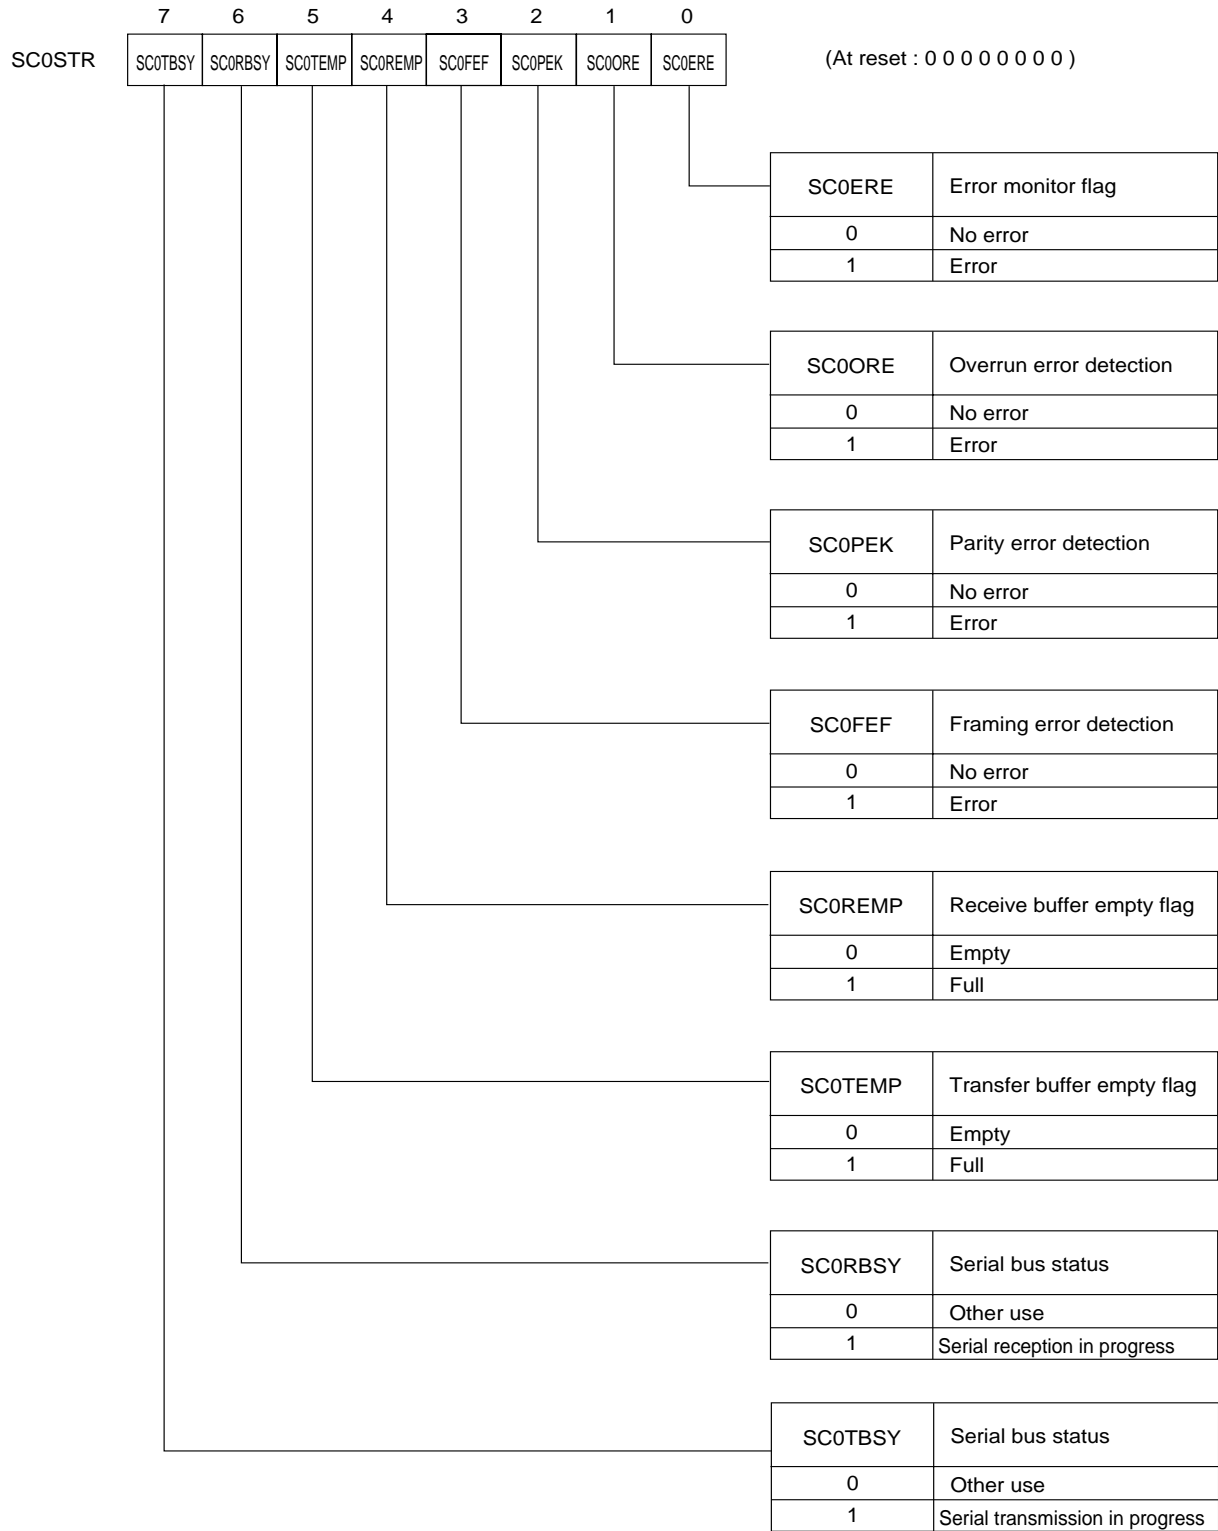 7 6 5 4 3 2 1 0
SC0STR SC0TBSY SC0RBSY SC0TEMP SC0REMP SC0FEF SC0PEK SC0ORE SC0ERE (At reset : 0 0 0 0 0 0 0 0 )
SC0ERE Error monitor flag
0 No error
1 Error
SC0ORE Overrun error detection
0 No error
1 Error
SC0PEK Parity error detection
0 No error
1 Error
SC0FEF Framing error detection
0 No error
1 Error
SC0REMP Receive buffer empty flag
0 Empty
1 Full
SC0TEMP Transfer buffer empty flag
0 Empty
1 Full
SC0RBSY Serial bus status
0 Other use
1 Serial reception in progress
SC0TBSY Serial bus status
0 Other use
1 Serial transmission in progress